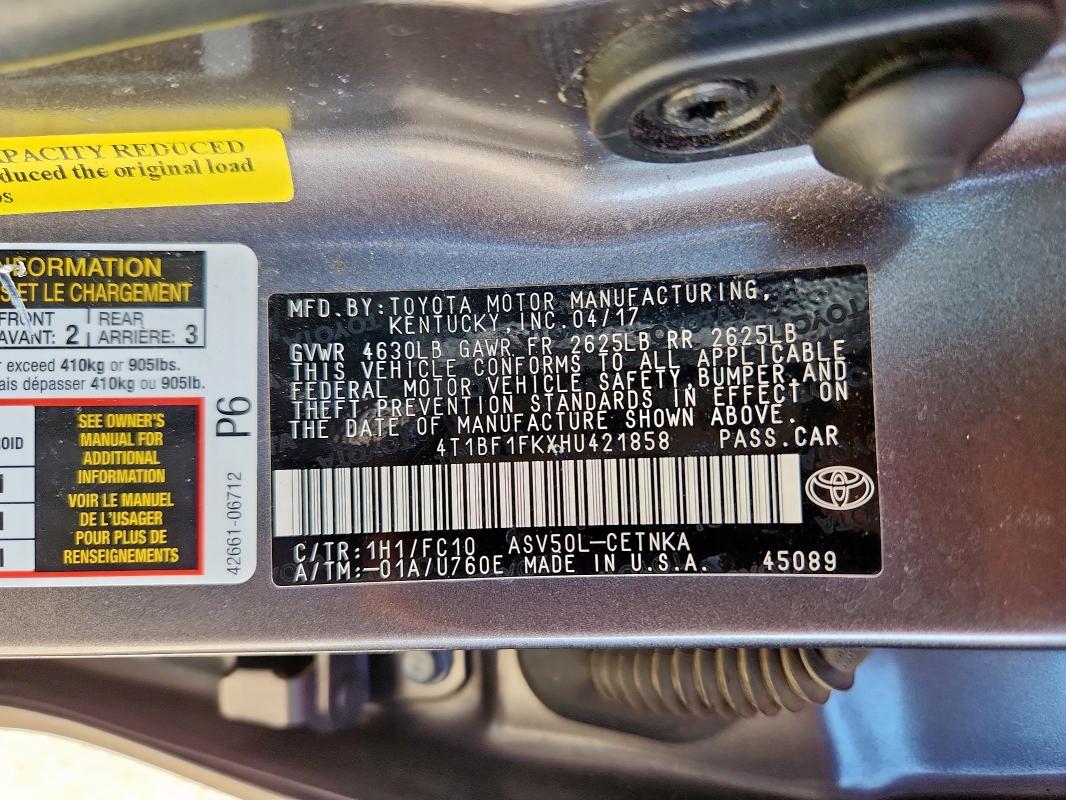 CAPACITY REDUCED
reduced the original load
INFORMATION
ET LE CHARGEMENT
FRONT REAR
AVANT: 2 ARRIÈRE: 3
exceed 410kg or 905lbs.
dépasser 410kg ou 905lb.
SEE OWNER'S
MANUAL FOR
ADDITIONAL
INFORMATION
VOIR LE MANUEL
DE L'USAGER
POUR PLUS DE
RENSEIGNEMENTS
P6
42661-06712
MFD.BY:TOYOTA MOTOR MANUFACTURING,
KENTUCKY,INC.04/17
GVWR 4630LB GAWR FR 2625LB RR 2625LB
THIS VEHICLE CONFORMS TO ALL APPLICABLE
FEDERAL MOTOR VEHICLE SAFETY,BUMPER,AND
THEFT PREVENTION STANDARDS IN EFFECT ON
THE DATE OF MANUFACTURE SHOWN ABOVE.
4T1BF1FKXHU421858 PASS.CAR
C/TR:1H1/FC10 ASV50L-CETNKA
A/TM:-01A/U760E MADE IN U.S.A. 45089